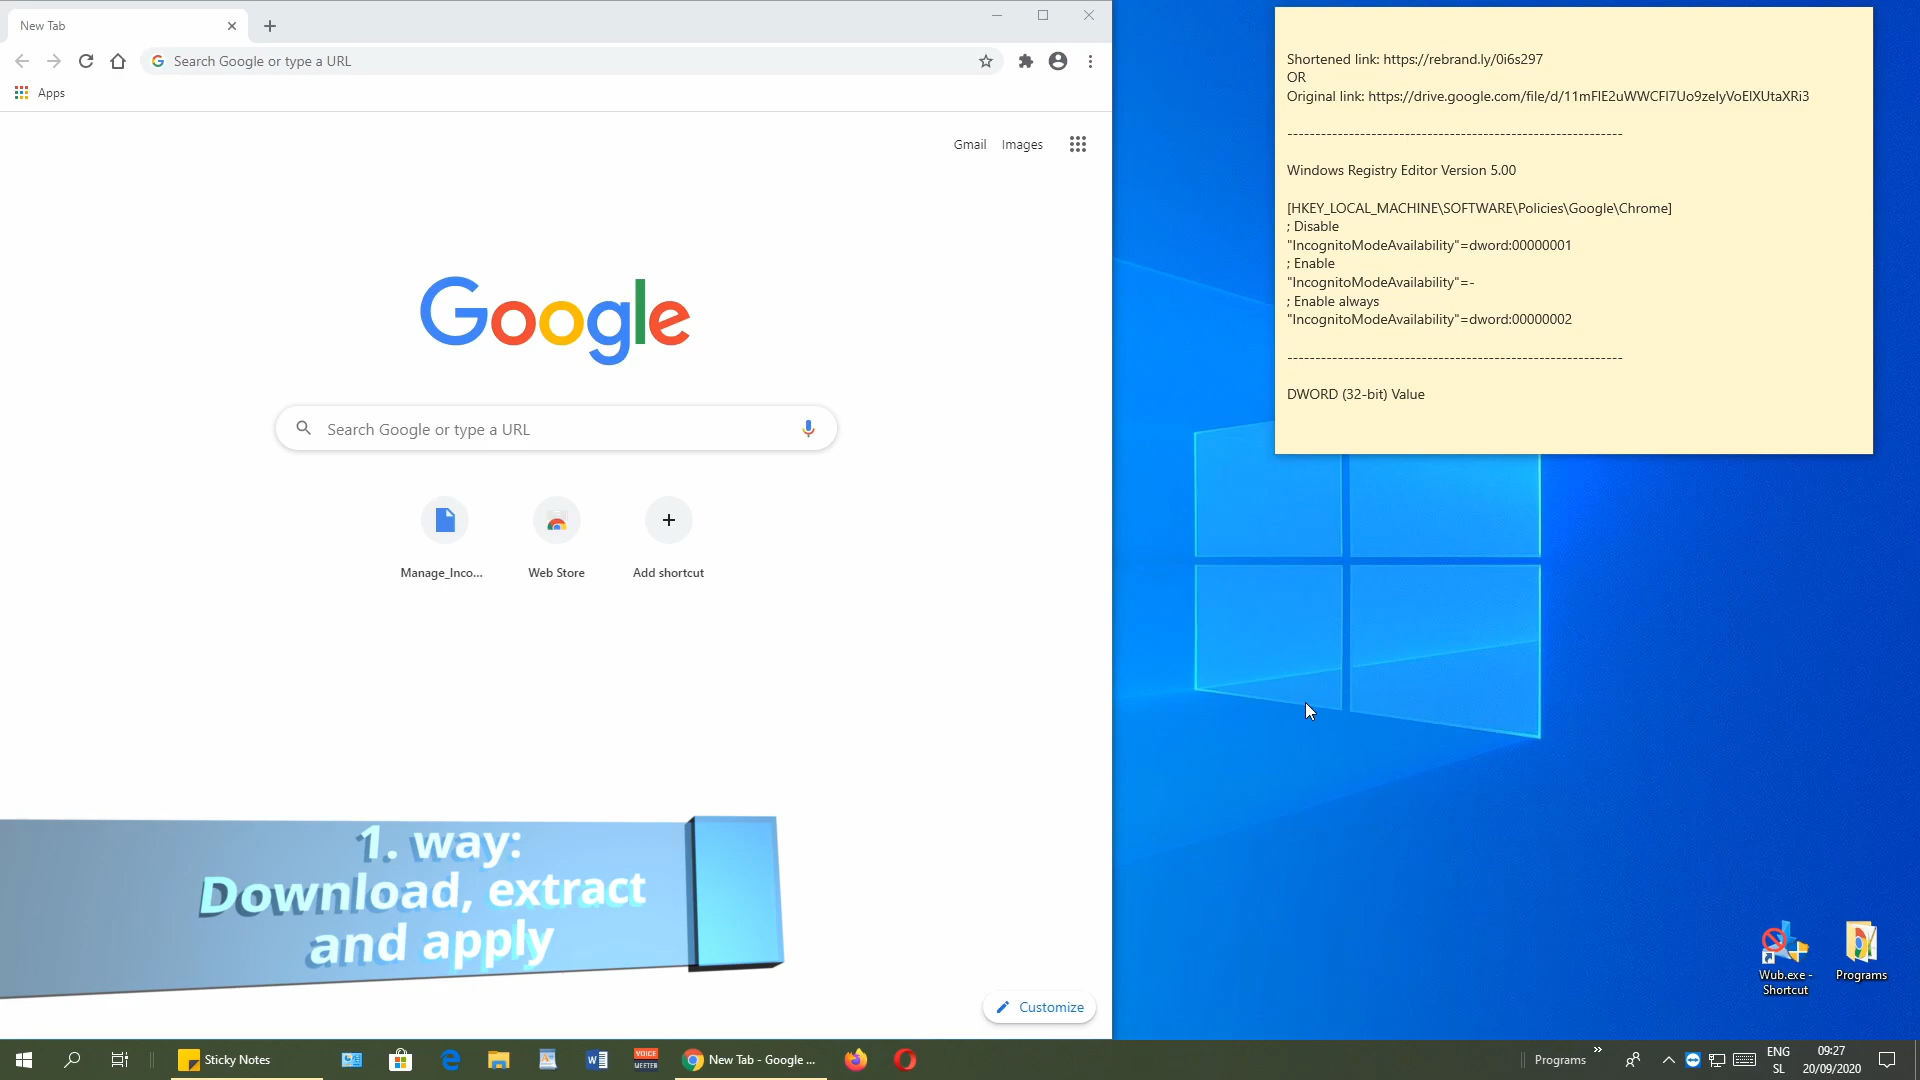 New Tab
Search Google or type a URL
Apps
Gmail Images
Google
Search Google or type a URL
Manage_Inco... Web Store Add shortcut
1. way:
Download, extract
and apply
Customize
Shortened link: https://rebrand.ly/0i6s297
OR
Original link: https://drive.google.com/file/d/11mFlE2uWWCFl7Uo9zelyVoElXUtaXRi3
------------------------------------------------------------
Windows Registry Editor Version 5.00
[HKEY_LOCAL_MACHINE\SOFTWARE\Policies\Google\Chrome]
; Disable
"IncognitoModeAvailability"=dword:00000001
; Enable
"IncognitoModeAvailability"=-
; Enable always
"IncognitoModeAvailability"=dword:00000002
------------------------------------------------------------
DWORD (32-bit) Value
Wub.exe -
Shortcut
Programs
Sticky Notes
VOICE
MEETER
New Tab - Google ...
Programs
ENG
SL
09:27
20/09/2020